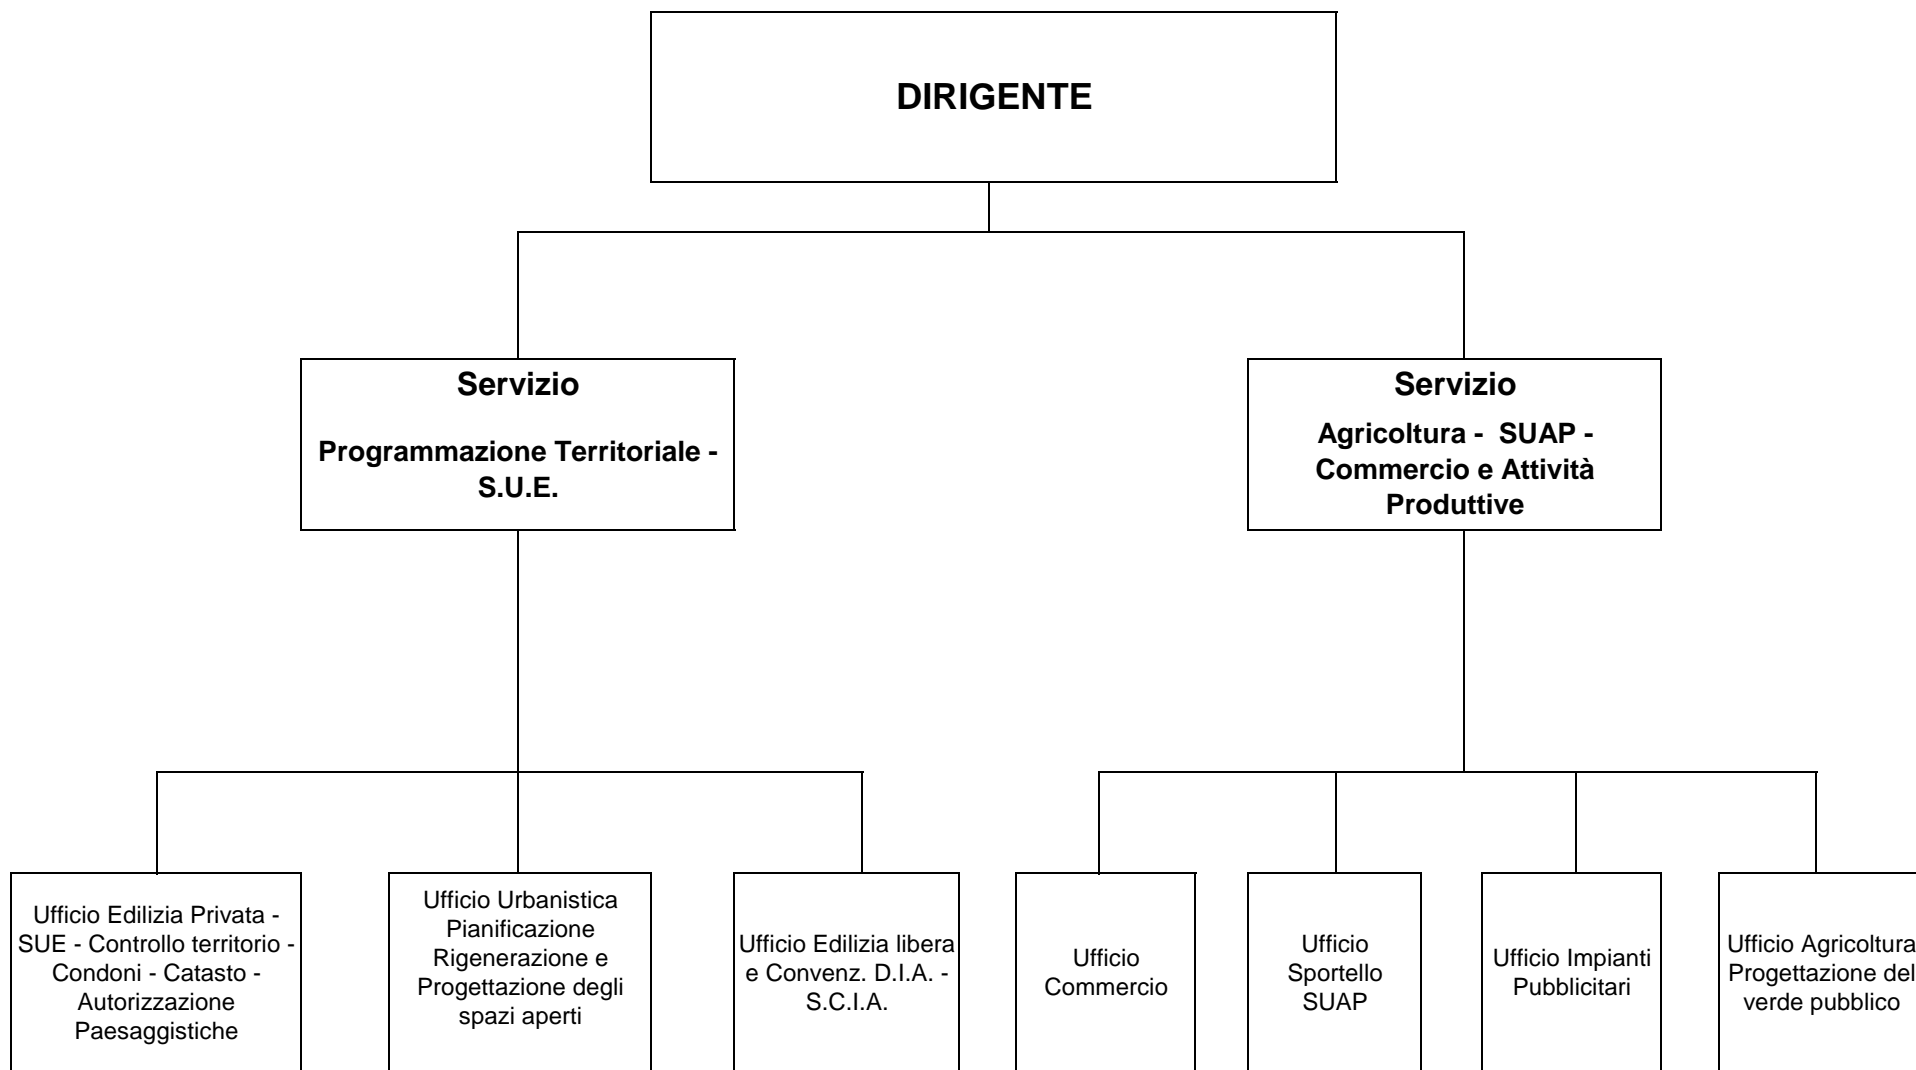 DIRIGENTE
Servizio
Programmazione Territoriale -
S.U.E.
Servizio
Agricoltura - SUAP -
Commercio e Attività
Produttive
Ufficio Edilizia Privata -
SUE - Controllo territorio -
Condoni - Catasto -
Autorizzazione
Paesaggistiche
Ufficio Urbanistica
Pianificazione
Rigenerazione e
Progettazione degli
spazi aperti
Ufficio Edilizia libera
e Convenz. D.I.A. -
S.C.I.A.
Ufficio
Commercio
Ufficio
Sportello
SUAP
Ufficio Impianti
Pubblicitari
Ufficio Agricoltura
Progettazione del
verde pubblico